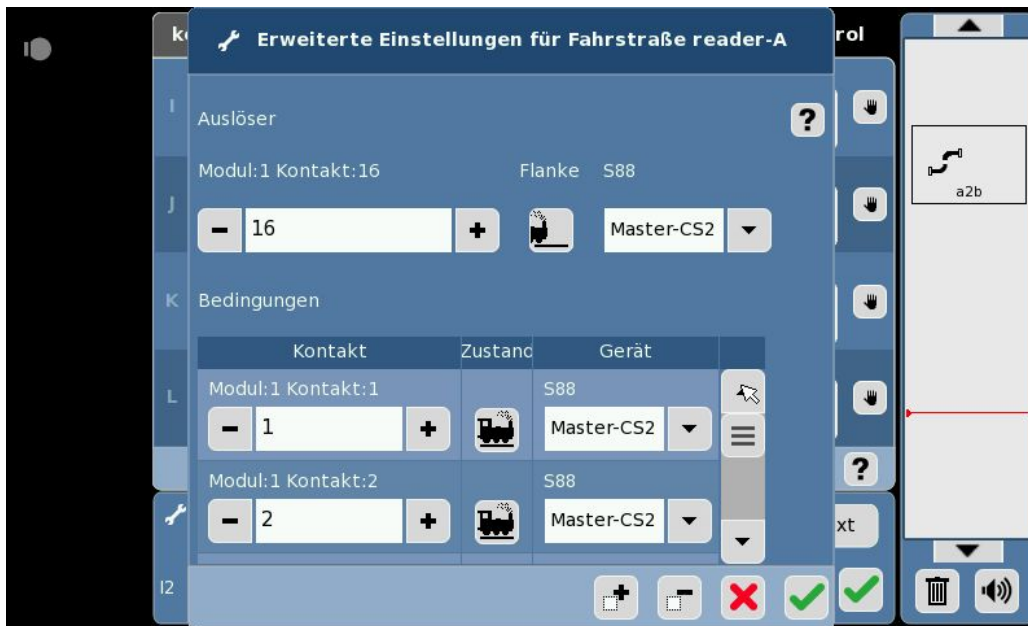 Erweiterte Einstellungen für Fahrstraße reader-A
rol
I
Auslöser
?
Modul:1 Kontakt:16 Flanke S88
J
16
Master-CS2
a2b
K
Bedingungen
Kontakt Zustand Gerät
L
Modul:1 Kontakt:1 S88
1
Master-CS2
?
Modul:1 Kontakt:2 S88
2
Master-CS2
xt
I2